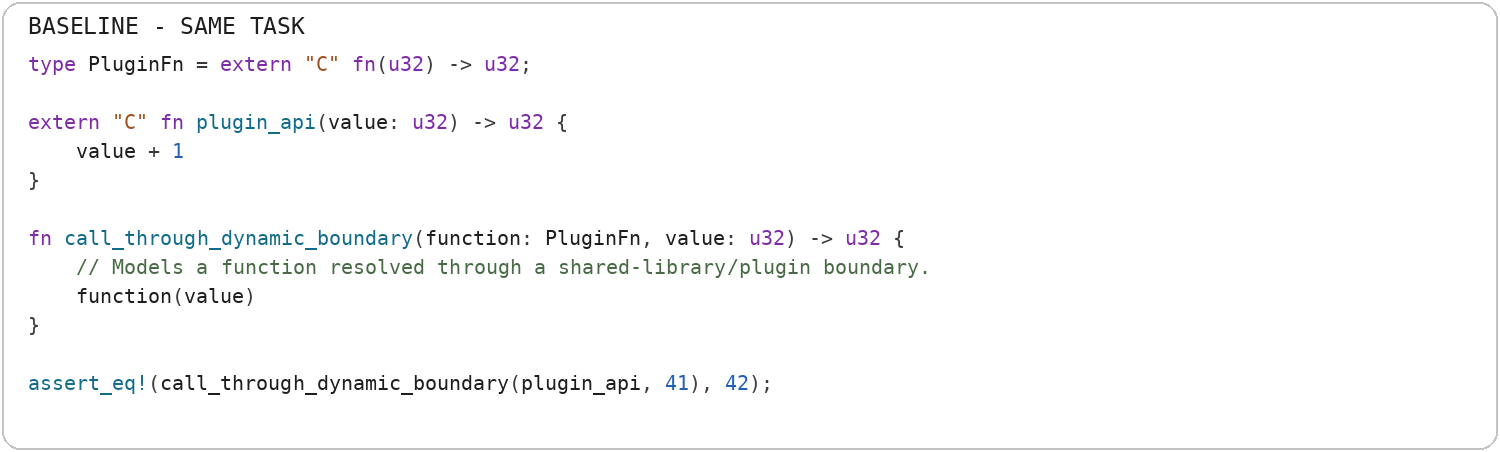 BASELINE - SAME TASK
type PluginFn = extern "C" fn(u32) -> u32;
extern "C" fn plugin_api(value: u32) -> u32 {
    value + 1
}
fn call_through_dynamic_boundary(function: PluginFn, value: u32) -> u32 {
    // Models a function resolved through a shared-library/plugin boundary.
    function(value)
}
assert_eq!(call_through_dynamic_boundary(plugin_api, 41), 42);